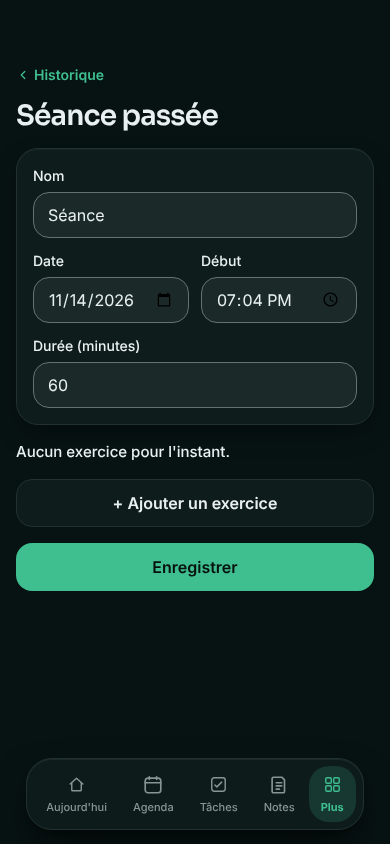 Historique
Séance passée
Nom
Séance
Date
Début
11/14/2026
07:04 PM
Durée (minutes)
60
Aucun exercice pour l'instant.
+ Ajouter un exercice
Enregistrer
Aujourd'hui
Agenda
Tâches
Notes
Plus